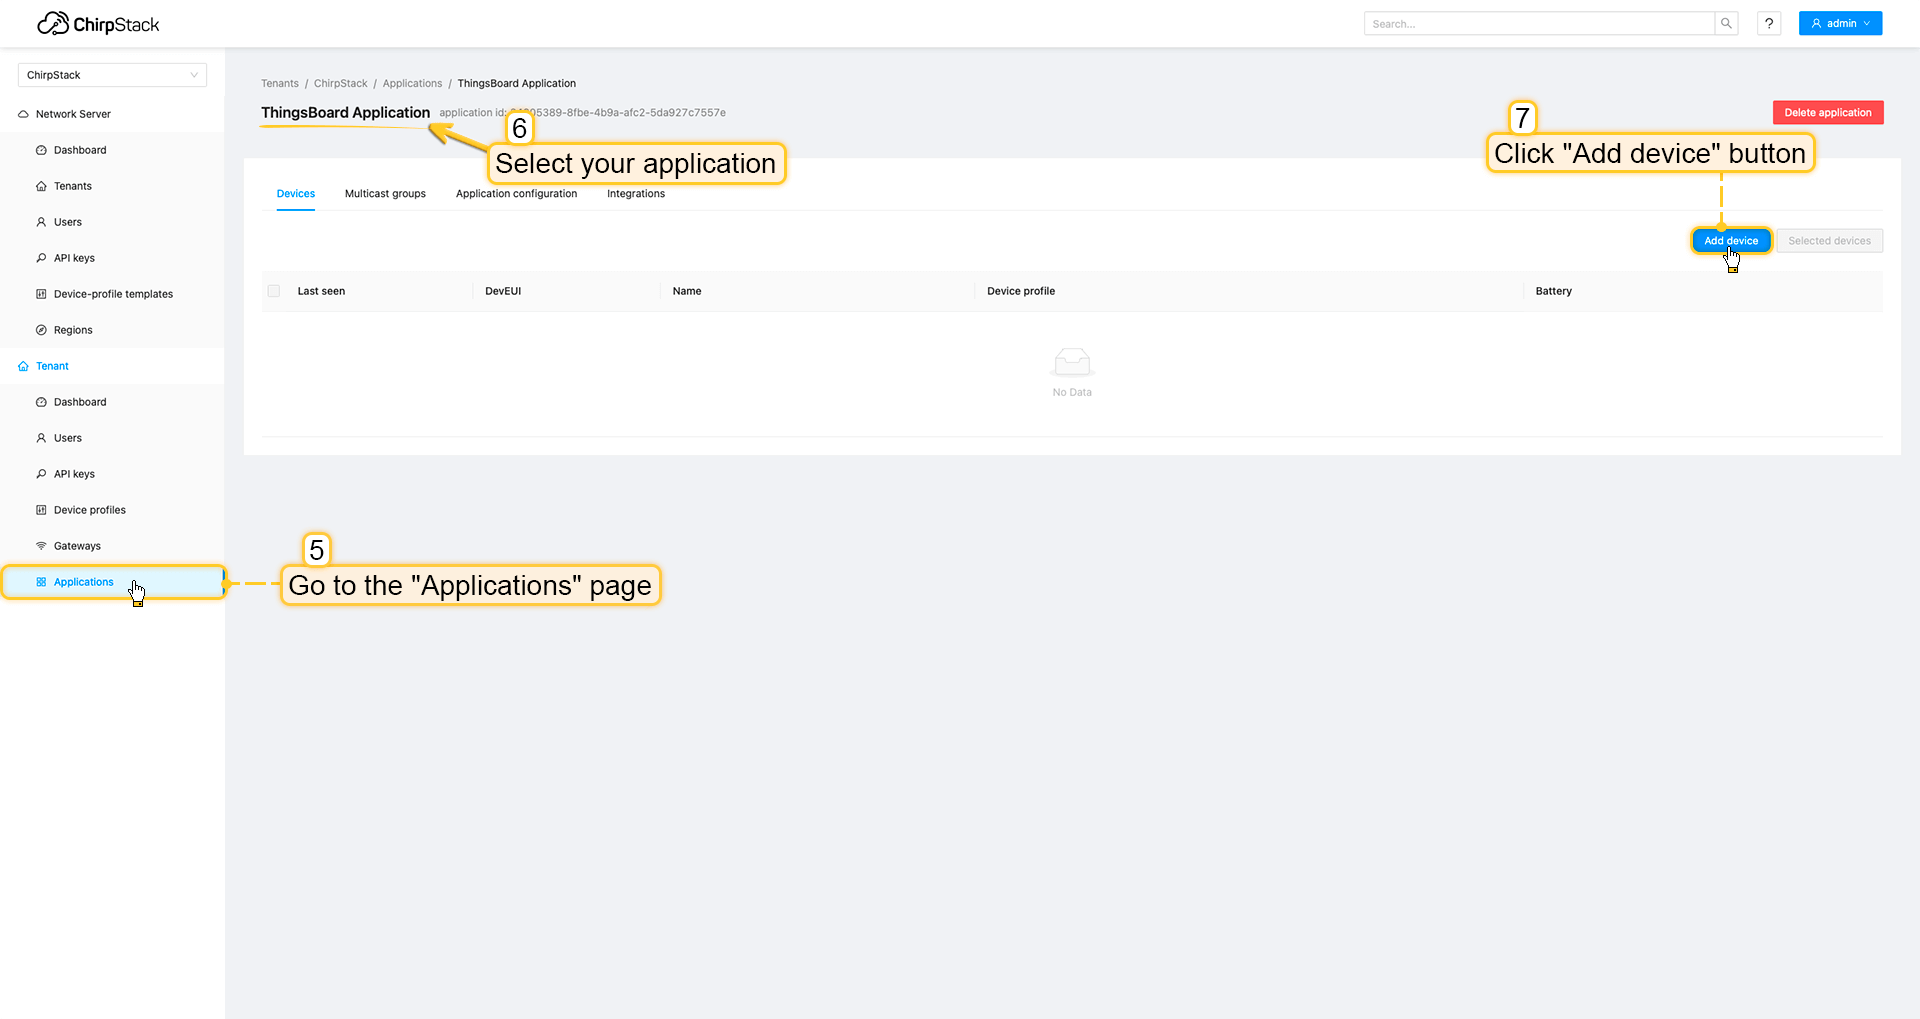 ChirpStack
Search...
?
admin
ChirpStack
Network Server
Dashboard
Tenants
Users
API keys
Device-profile templates
Regions
Tenant
Dashboard
Users
API keys
Device profiles
Gateways
Applications
Tenants / ChirpStack / Applications / ThingsBoard Application
ThingsBoard Application
application id: 5389-8fbe-4b9a-afc2-5da927c7557e
Delete application
6
Select your application
7
Click "Add device" button
Devices
Multicast groups
Application configuration
Integrations
Add device
Selected devices
Last seen
DevEUI
Name
Device profile
Battery
No Data
5
Go to the "Applications" page